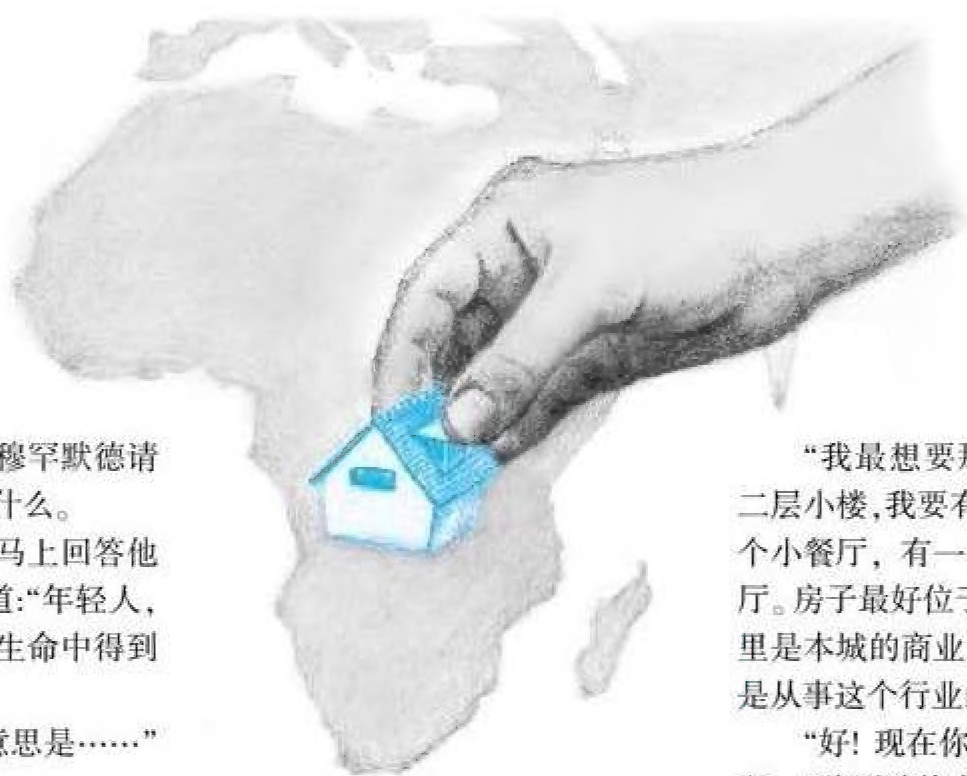 穆罕默德请
什么。
马上回答他
道:“年轻人,
生命中得到
意思是……”
“我最想要
二层小楼,我要有
个小餐厅，有一
厅。房子最好位于
里是本城的商业
是从事这个行业
“好! 现在你